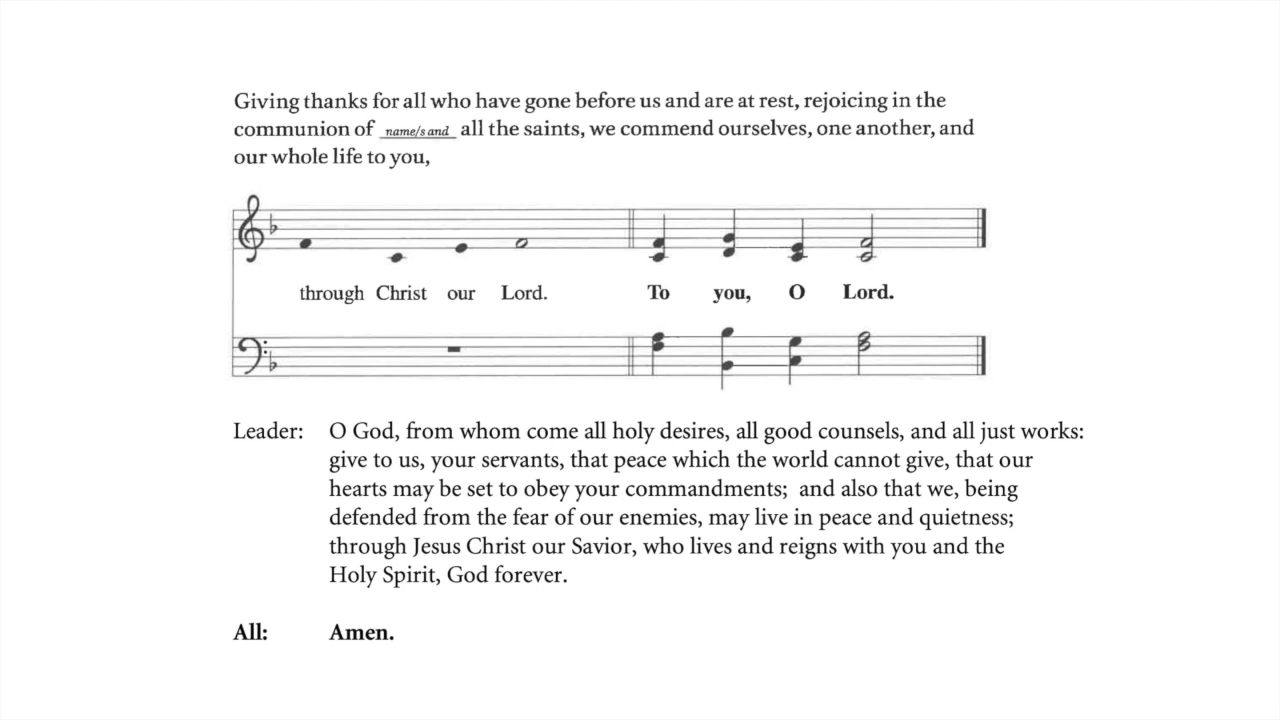 Giving thanks for all who have gone before us and are at rest, rejoicing in the
communion of name/s and all the saints, we commend ourselves, one another, and
our whole life to you,
through Christ our Lord. To you, O Lord.
Leader: O God, from whom come all holy desires, all good counsels, and all just works:
give to us, your servants, that peace which the world cannot give, that our
hearts may be set to obey your commandments; and also that we, being
defended from the fear of our enemies, may live in peace and quietness;
through Jesus Christ our Savior, who lives and reigns with you and the
Holy Spirit, God forever.
All: Amen.